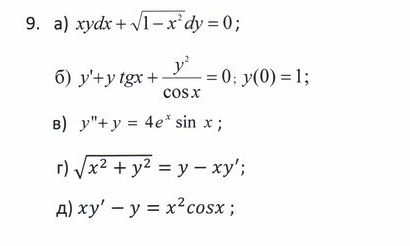 9. а) xydx + √(1 − x²)dy = 0 ;
б) y'+y tgx + y²/cosx = 0 ; y(0) = 1;
в) y"+ y = 4eˣ sin x ;
г) √(x² + y²) = y − xy';
д) xy' − y = x²cosx ;